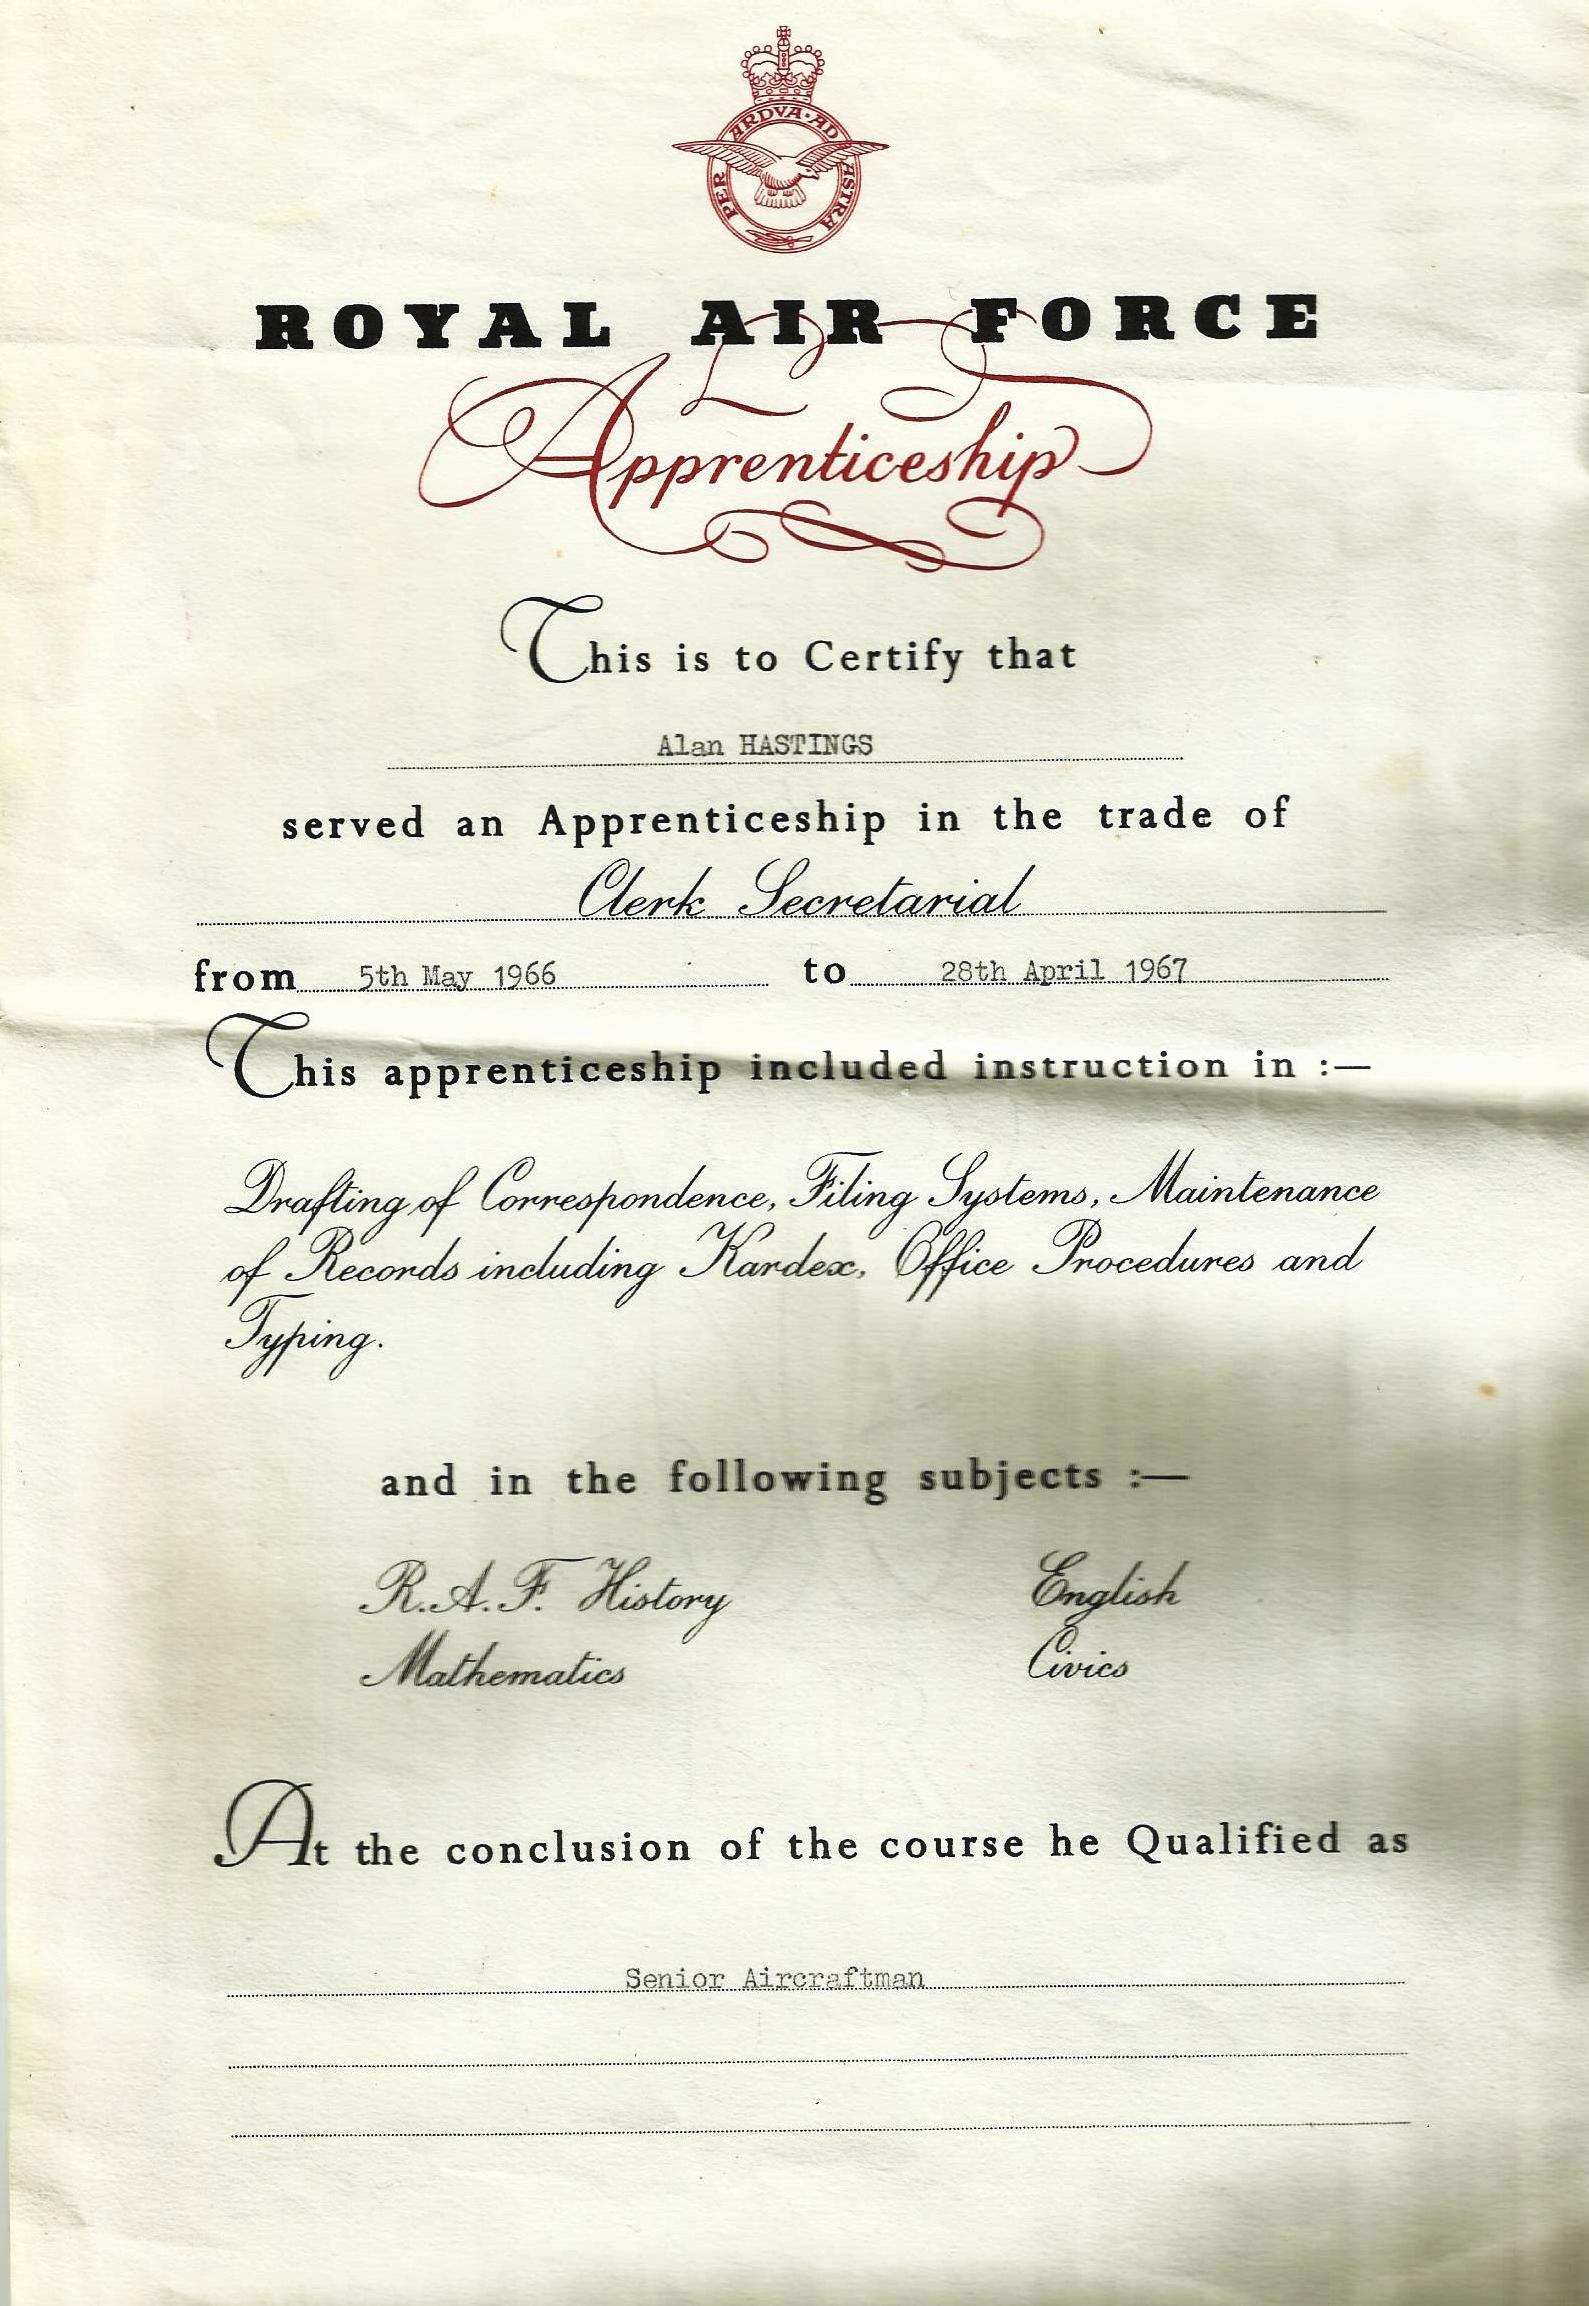 PER ARDVA·AD ASTRA
ROYAL AIR FORCE
Apprenticeship
This is to Certify that
Alan HASTINGS
served an Apprenticeship in the trade of
Clerk Secretarial
from 5th May 1966 to 28th April 1967
This apprenticeship included instruction in :—
Drafting of Correspondence, Filing Systems, Maintenance
of Records including Kardex, Office Procedures and
Typing.
and in the following subjects :—
R.A.F. History English
Mathematics Civics
At the conclusion of the course he Qualified as
Senior Aircraftman